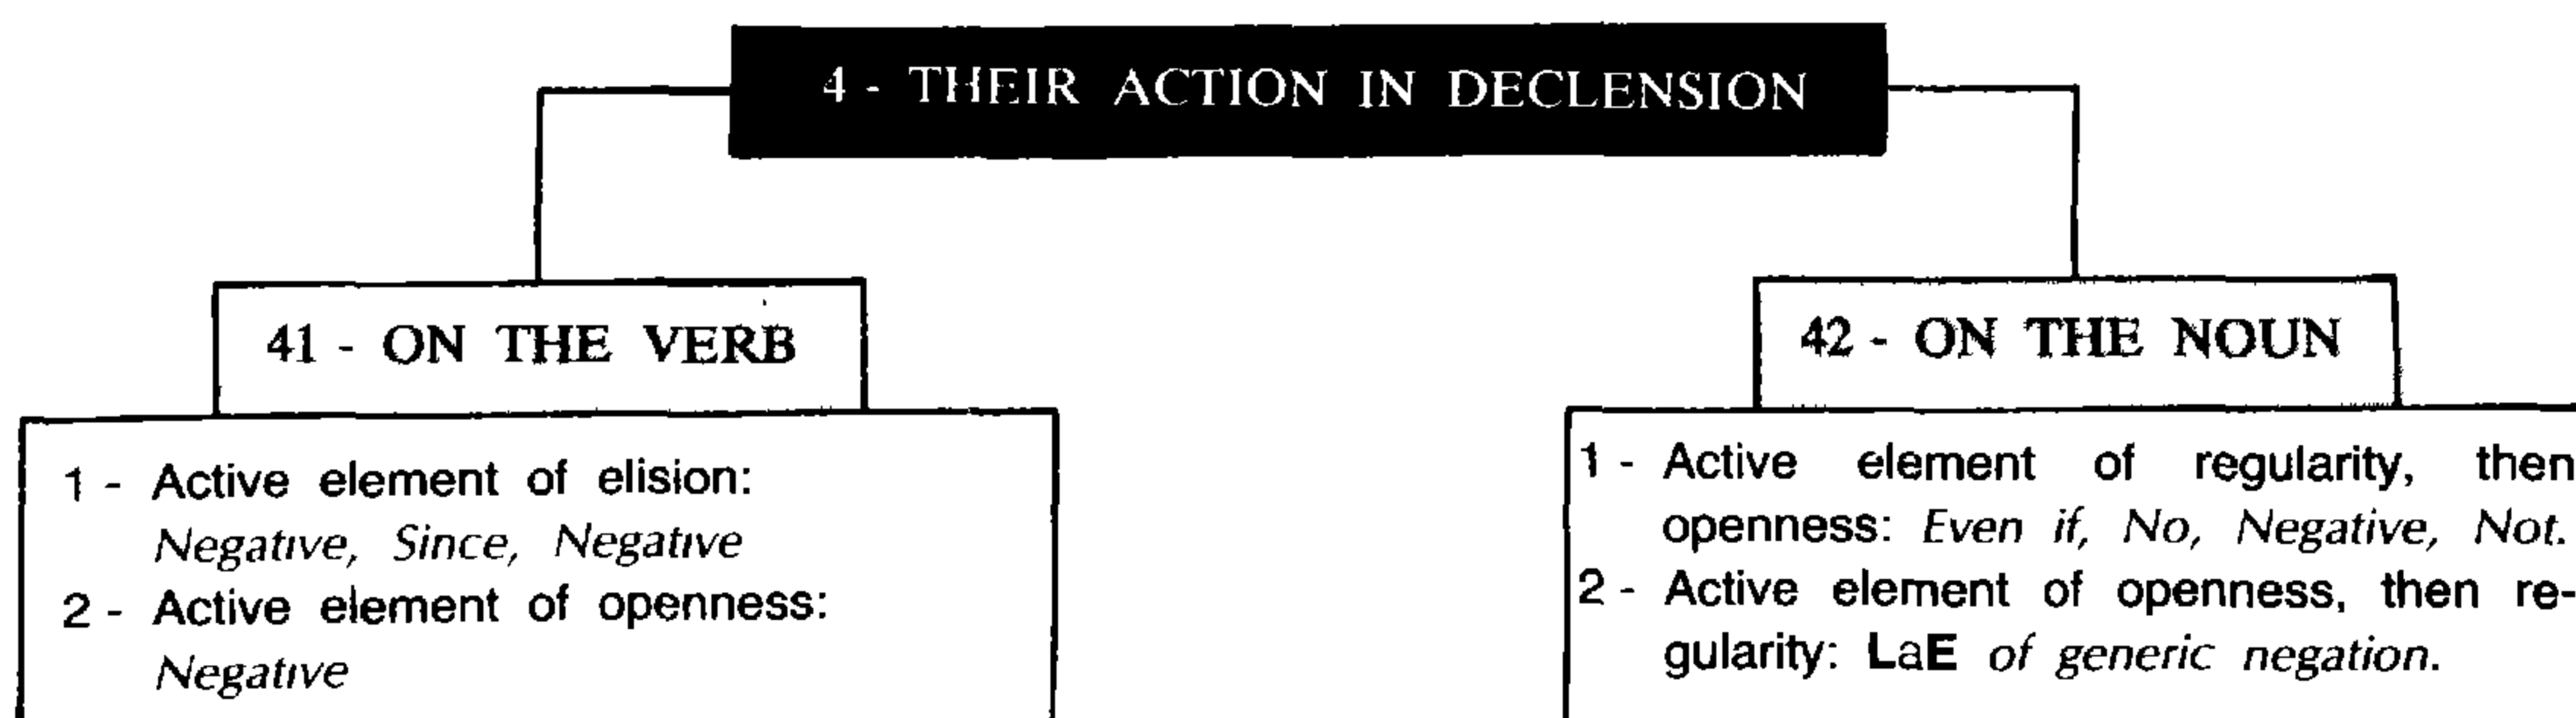 4 - THEIR ACTION IN DECLENSION
41 - ON THE VERB
1 - Active element of elision:
Negative, Since, Negative
2 - Active element of openness:
Negative
42 - ON THE NOUN
1 - Active element of regularity, then
openness: Even if, No, Negative, Not.
2 - Active element of openness, then re-
gularity: LaE of generic negation.